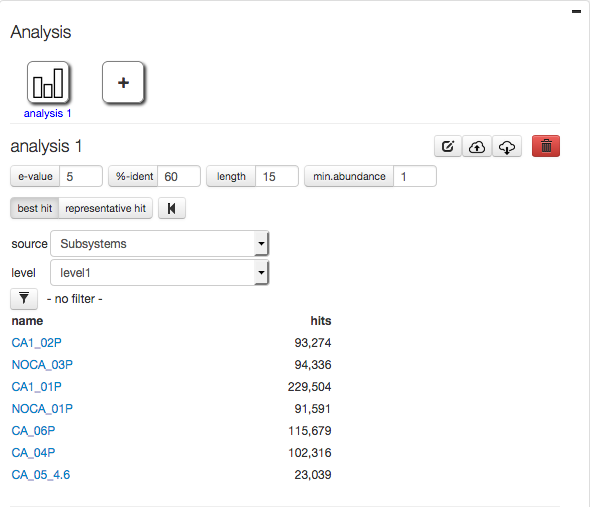 Analysis
+
analysis 1
analysis 1
e-value 5 %-ident 60 length 15 min.abundance 1
best hit representative hit
source Subsystems
level level1
- no filter -
name hits
CA1_02P 93,274
NOCA_03P 94,336
CA1_01P 229,504
NOCA_01P 91,591
CA_06P 115,679
CA_04P 102,316
CA_05_4.6 23,039